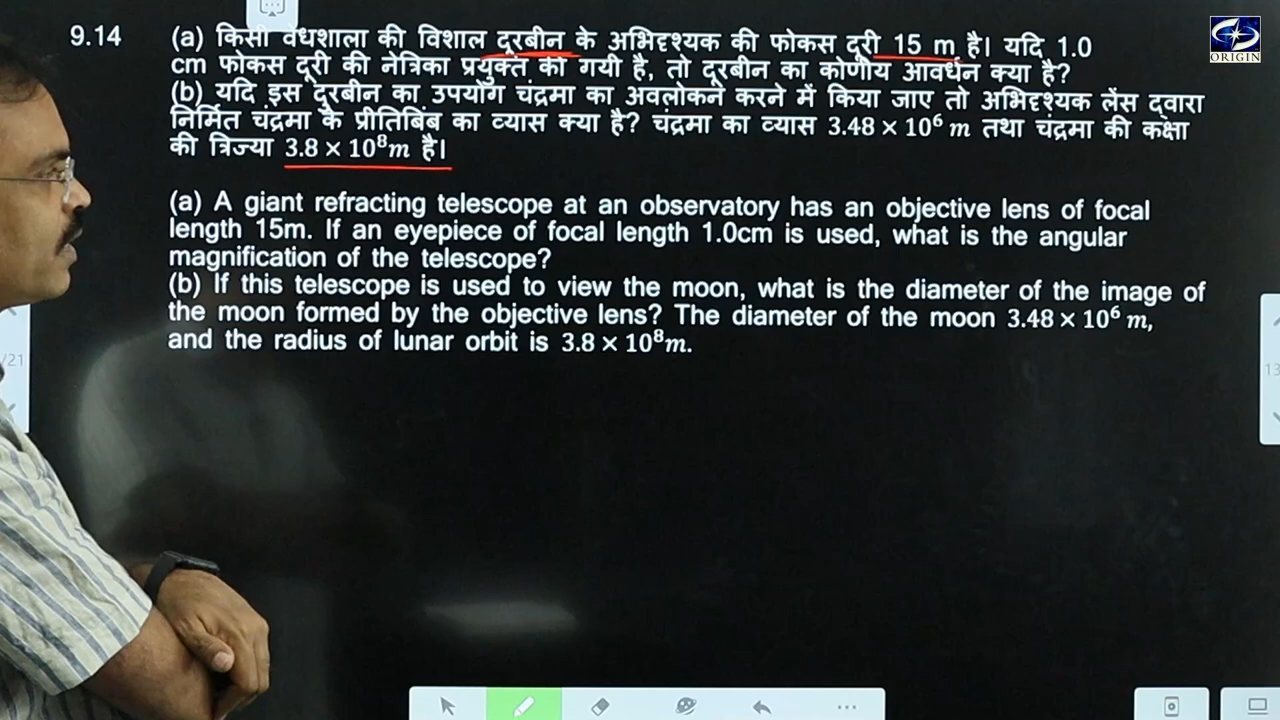 9.14 (a) किसी वेधशाला की विशाल दूरबीन के अभिदृश्यक की फोकस दूरी 15 m है। यदि 1.0
cm फोकस दूरी की नेत्रिका प्रयुक्त की गयी है, तो दूरबीन का कोणीय आवर्धन क्या है?
(b) यदि इस दूरबीन का उपयोग चंद्रमा का अवलोकन करने में किया जाए तो अभिदृश्यक लेंस द्वारा
निर्मित चंद्रमा के प्रीतिबिंब का व्यास क्या है? चंद्रमा का व्यास 3.48 × 10⁶ m तथा चंद्रमा की कक्षा
की त्रिज्या 3.8 × 10⁸m है।
(a) A giant refracting telescope at an observatory has an objective lens of focal
length 15m. If an eyepiece of focal length 1.0cm is used, what is the angular
magnification of the telescope?
(b) If this telescope is used to view the moon, what is the diameter of the image of
the moon formed by the objective lens? The diameter of the moon 3.48 × 10⁶ m,
and the radius of lunar orbit is 3.8 × 10⁸m.
ORIGIN
/21
13